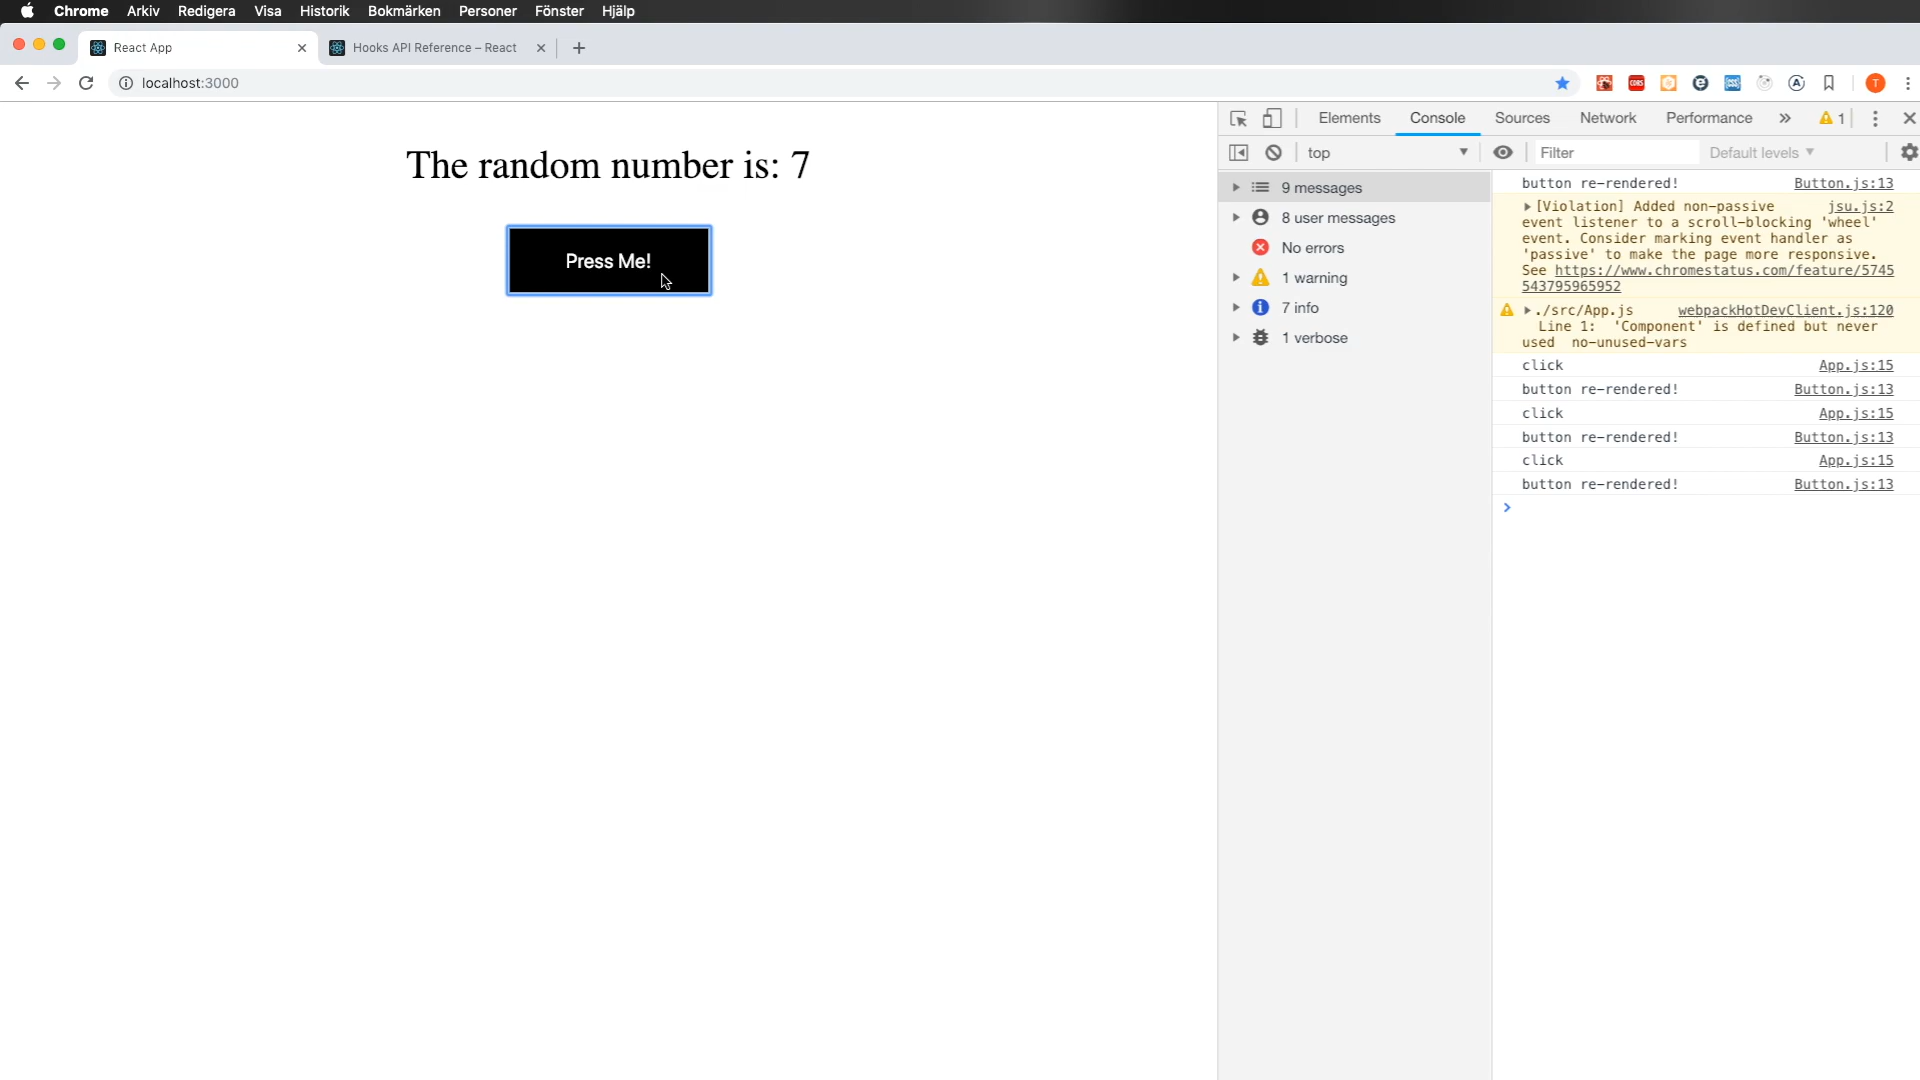 Chrome Arkiv Redigera Visa Historik Bokmärken Personer Fönster Hjälp
React App
Hooks API Reference – React
localhost:3000
CORS
T
Elements Console Sources Network Performance » 1
top
Filter
Default levels
The random number is: 7
Press Me!
9 messages
8 user messages
No errors
1 warning
7 info
1 verbose
button re-rendered! Button.js:13
[Violation] Added non-passive jsu.js:2
event listener to a scroll-blocking 'wheel'
event. Consider marking event handler as
'passive' to make the page more responsive.
See https://www.chromestatus.com/feature/5745
543795965952
./src/App.js webpackHotDevClient.js:120
Line 1: 'Component' is defined but never
used no-unused-vars
click App.js:15
button re-rendered! Button.js:13
click App.js:15
button re-rendered! Button.js:13
click App.js:15
button re-rendered! Button.js:13